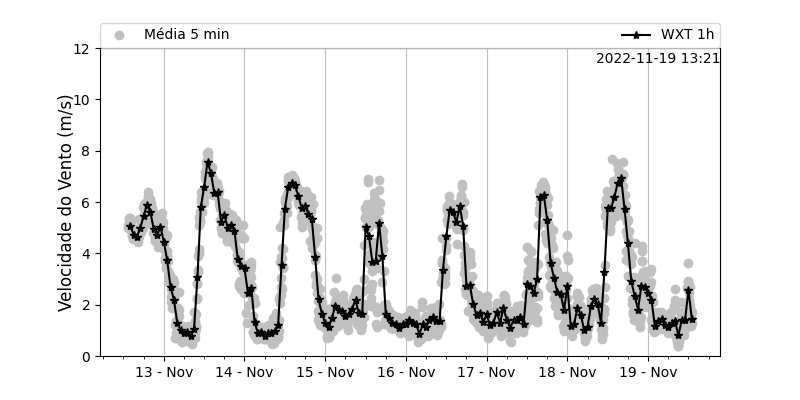 Média 5 min
WXT 1h
2022-11-19 13:21
Velocidade do Vento (m/s)
12
10
8
6
4
2
0
13 - Nov
14 - Nov
15 - Nov
16 - Nov
17 - Nov
18 - Nov
19 - Nov